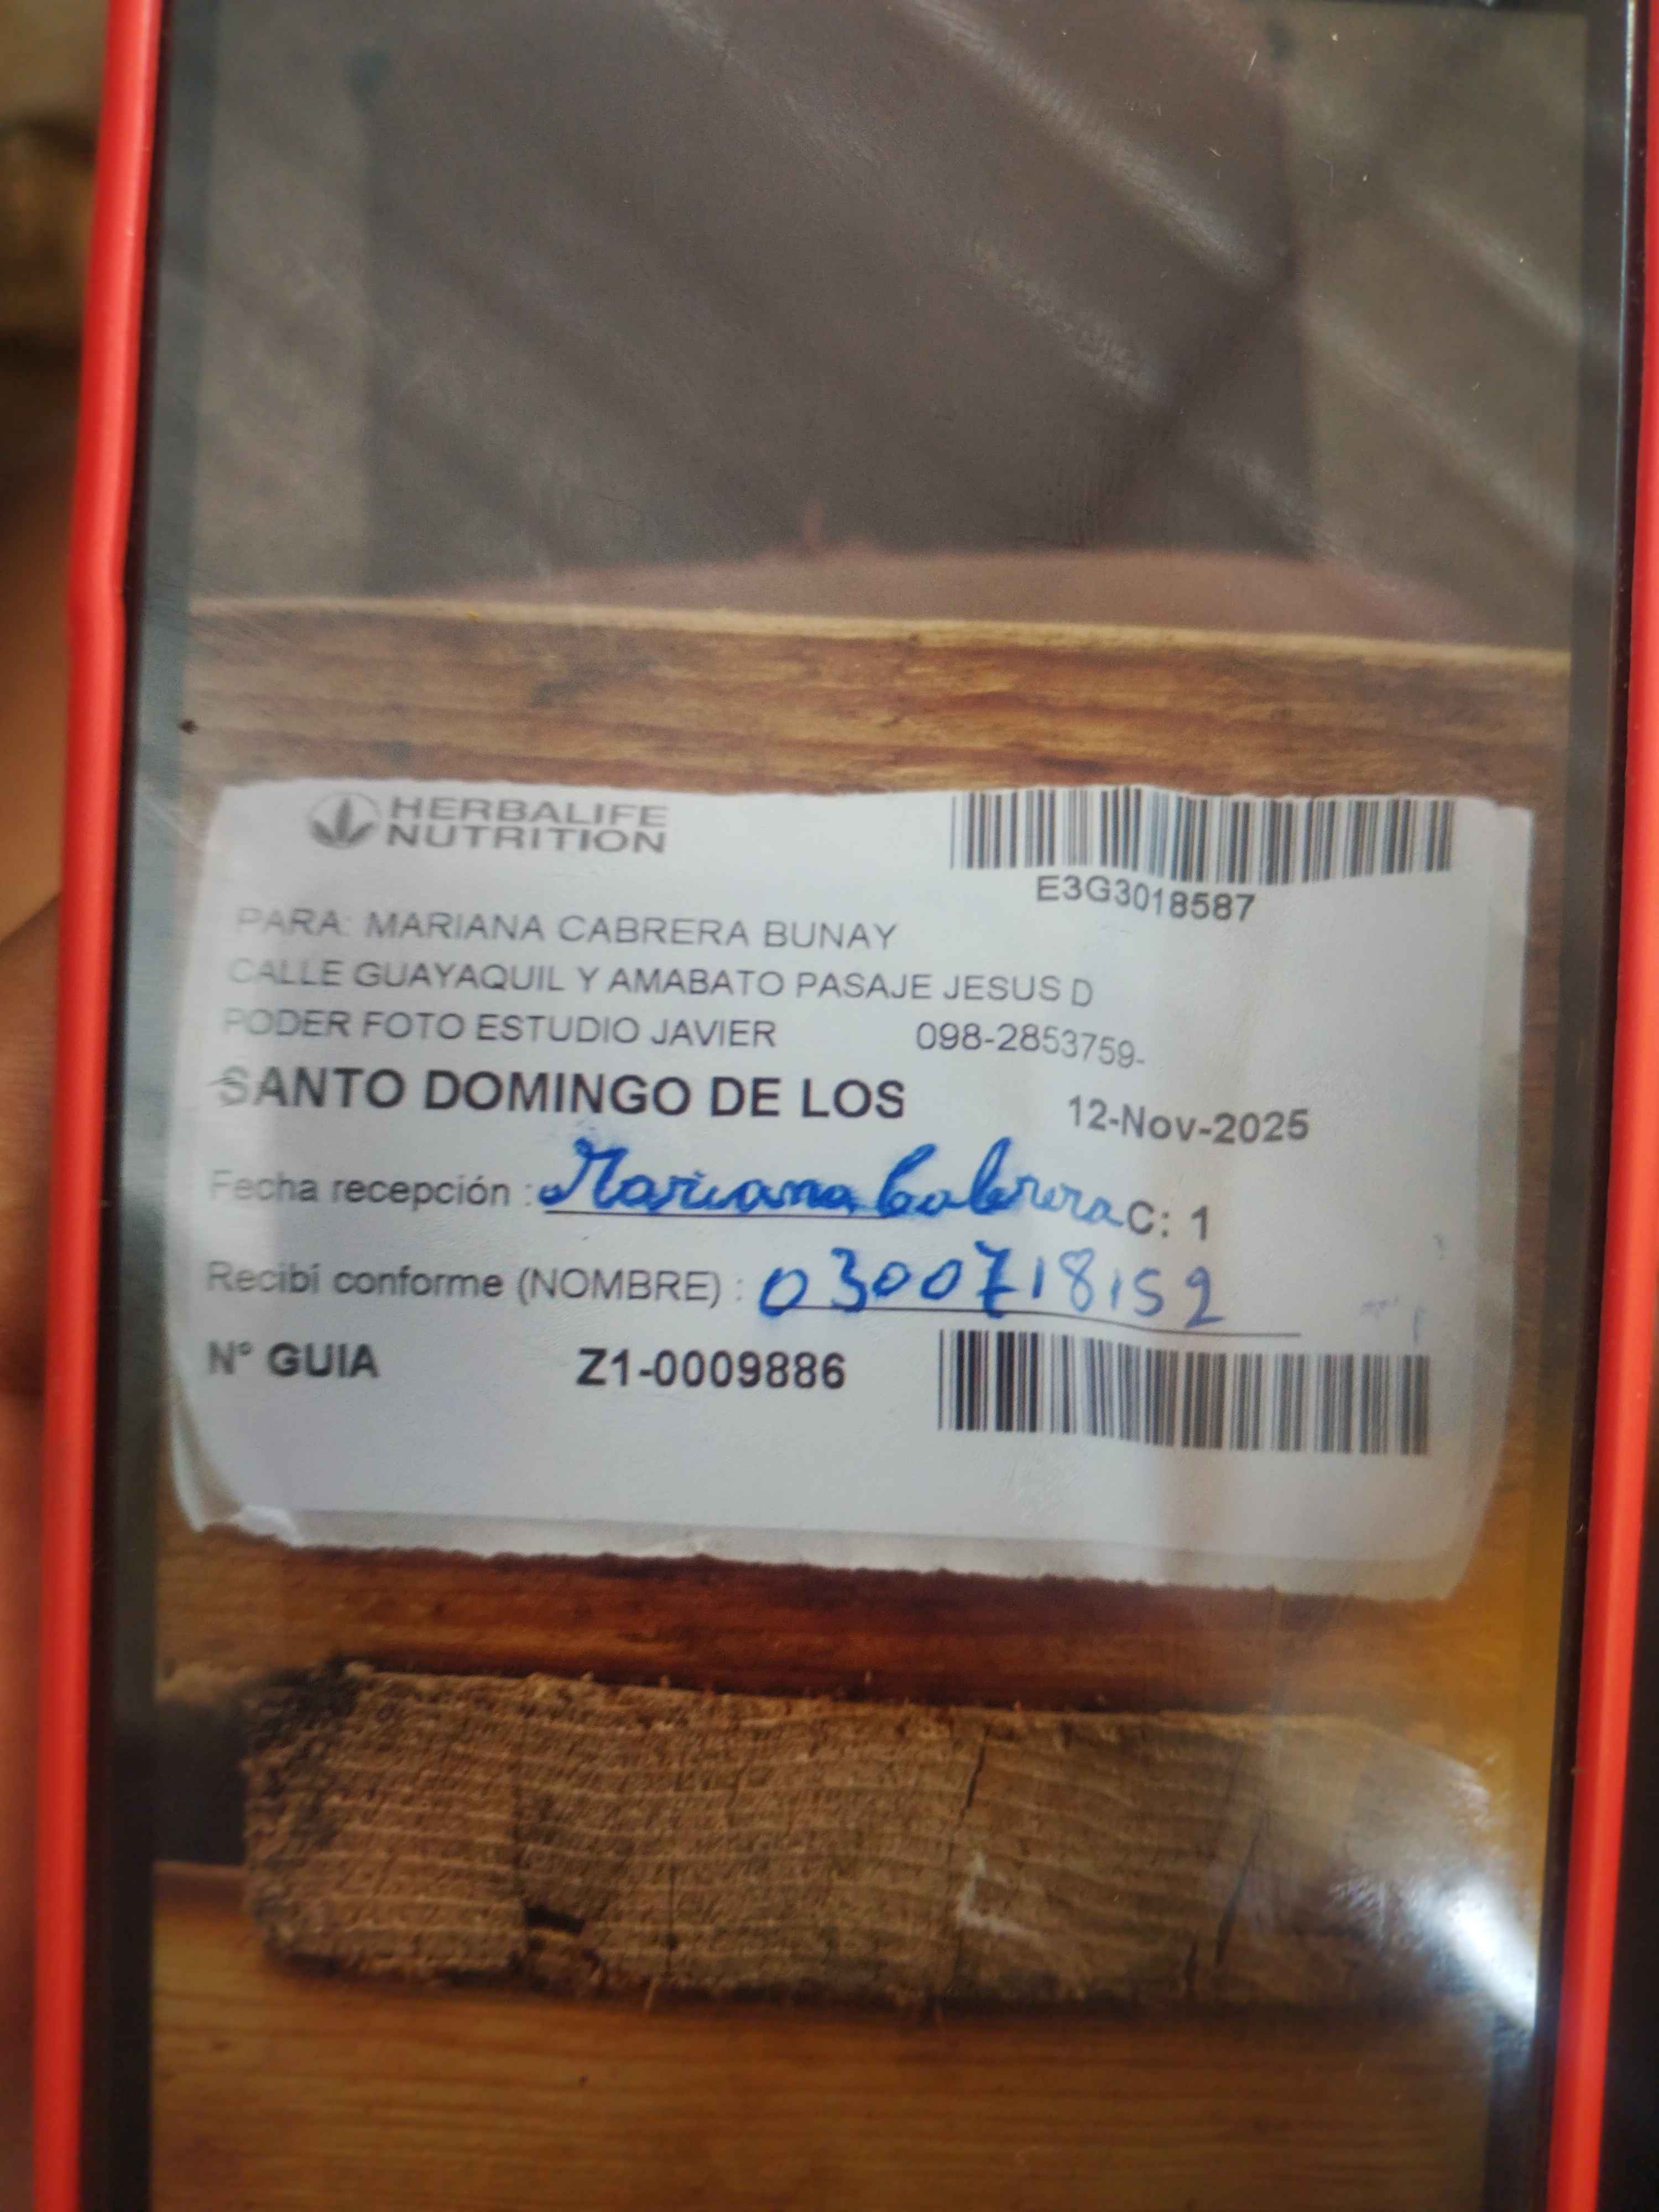 HERBALIFE
NUTRITION
E3G3018587
PARA: MARIANA CABRERA BUNAY
CALLE GUAYAQUIL Y AMABATO PASAJE JESUS D
PODER FOTO ESTUDIO JAVIER 098-2853759-
SANTO DOMINGO DE LOS 12-Nov-2025
Fecha recepción : Mariana Cabrera C: 1
Recibí conforme (NOMBRE) : 0300718152
N° GUIA Z1-0009886